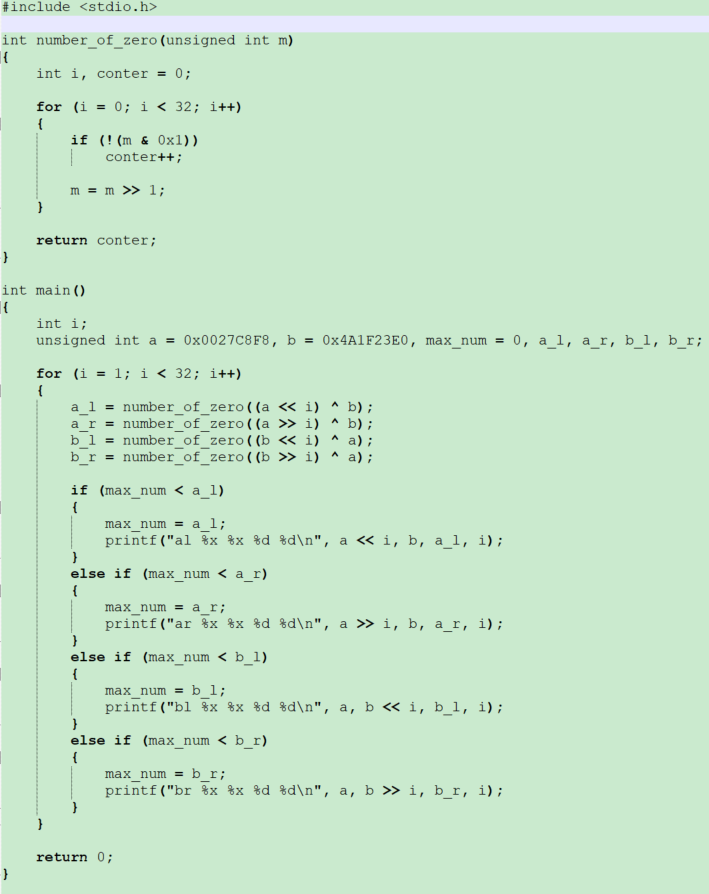 #include <stdio.h>
int number_of_zero(unsigned int m)
{
int i, conter = 0;
for (i = 0; i < 32; i++)
{
if (!(m & 0x1))
conter++;
m = m >> 1;
}
return conter;
}
int main()
{
int i;
unsigned int a = 0x0027C8F8, b = 0x4A1F23E0, max_num = 0, a_l, a_r, b_l, b_r;
for (i = 1; i < 32; i++)
{
a_l = number_of_zero((a << i) ^ b);
a_r = number_of_zero((a >> i) ^ b);
b_l = number_of_zero((b << i) ^ a);
b_r = number_of_zero((b >> i) ^ a);
if (max_num < a_l)
{
max_num = a_l;
printf("al %x %x %d %d\n", a << i, b, a_l, i);
}
else if (max_num < a_r)
{
max_num = a_r;
printf("ar %x %x %d %d\n", a >> i, b, a_r, i);
}
else if (max_num < b_l)
{
max_num = b_l;
printf("bl %x %x %d %d\n", a, b << i, b_l, i);
}
else if (max_num < b_r)
{
max_num = b_r;
printf("br %x %x %d %d\n", a, b >> i, b_r, i);
}
}
return 0;
}